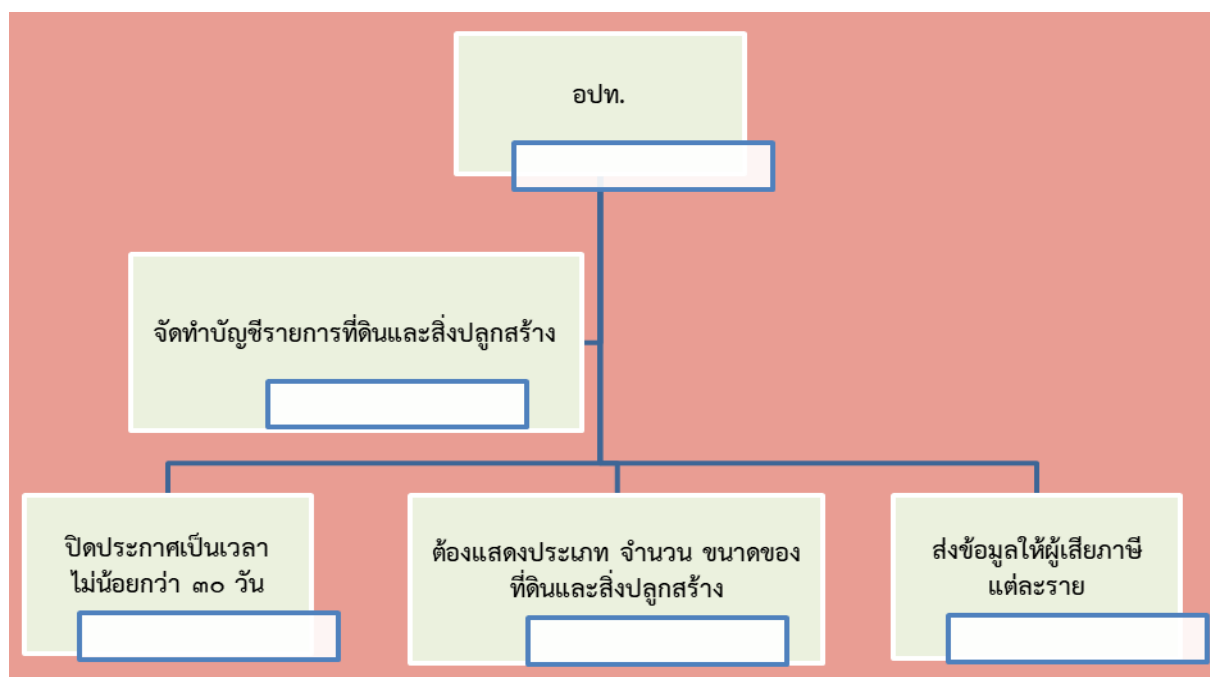 อปท.
จัดทำบัญชีรายการที่ดินและสิ่งปลูกสร้าง
ปิดประกาศเป็นเวลา
ไม่น้อยกว่า ๓๐ วัน
ต้องแสดงประเภท จำนวน ขนาดของ
ที่ดินและสิ่งปลูกสร้าง
ส่งข้อมูลให้ผู้เสียภาษี
แต่ละราย